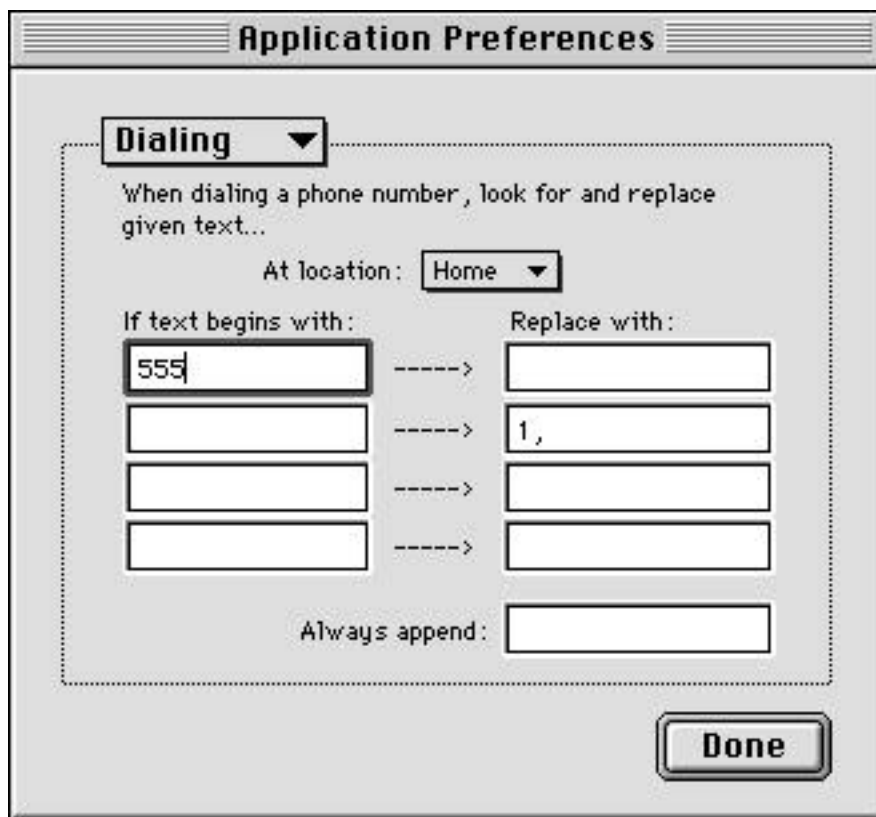 Application Preferences
Dialing
When dialing a phone number, look for and replace
given text...
At location: Home
If text begins with: Replace with:
555 ----->
-----> 1,
----->
----->
Always append:
Done